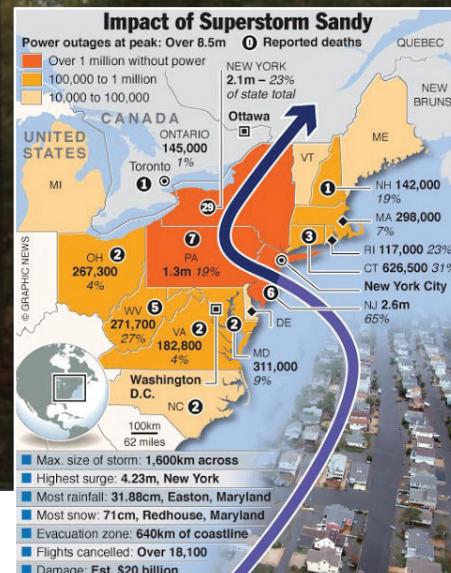 Impact of Superstorm Sandy
Power outages at peak: Over 8.5m
0 Reported deaths
Over 1 million without power
100,000 to 1 million
10,000 to 100,000
QUEBEC
NEW YORK
2.1m – 23%
of state total
NEW
BRUNS
CANADA
ONTARIO
145,000
1%
Ottawa
ME
UNITED
STATES
Toronto
1
VT
MI
1
NH 142,000
19%
29
MA 298,000
7%
7
3
RI 117,000 23%
OH
2
267,300
4%
PA
1.3m 19%
CT 626,500 31%
New York City
6
NJ 2.6m
65%
WV
5
271,700
27%
VA
2
182,800
4%
2
DE
MD
311,000
9%
Washington
D.C.
NC
2
100km
62 miles
© GRAPHIC NEWS
Max. size of storm: 1,600km across
Highest surge: 4.23m, New York
Most rainfall: 31.88cm, Easton, Maryland
Most snow: 71cm, Redhouse, Maryland
Evacuation zone: 640km of coastline
Flights cancelled: Over 18,100
Damage: Est. $20 billion